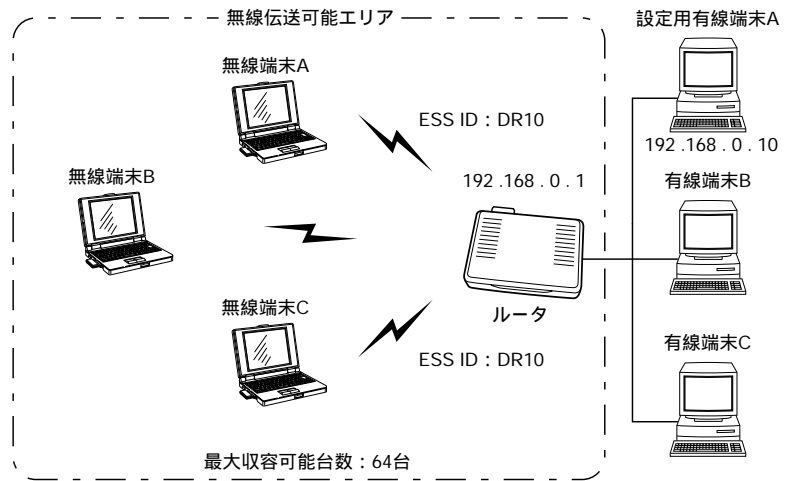 無線伝送可能エリア
設定用有線端末A
無線端末A
ESS ID：DR10
192 .168 . 0 . 10
無線端末B
192 .168 . 0 . 1
有線端末B
無線端末C
ルータ
有線端末C
ESS ID：DR10
最大収容可能台数：64台